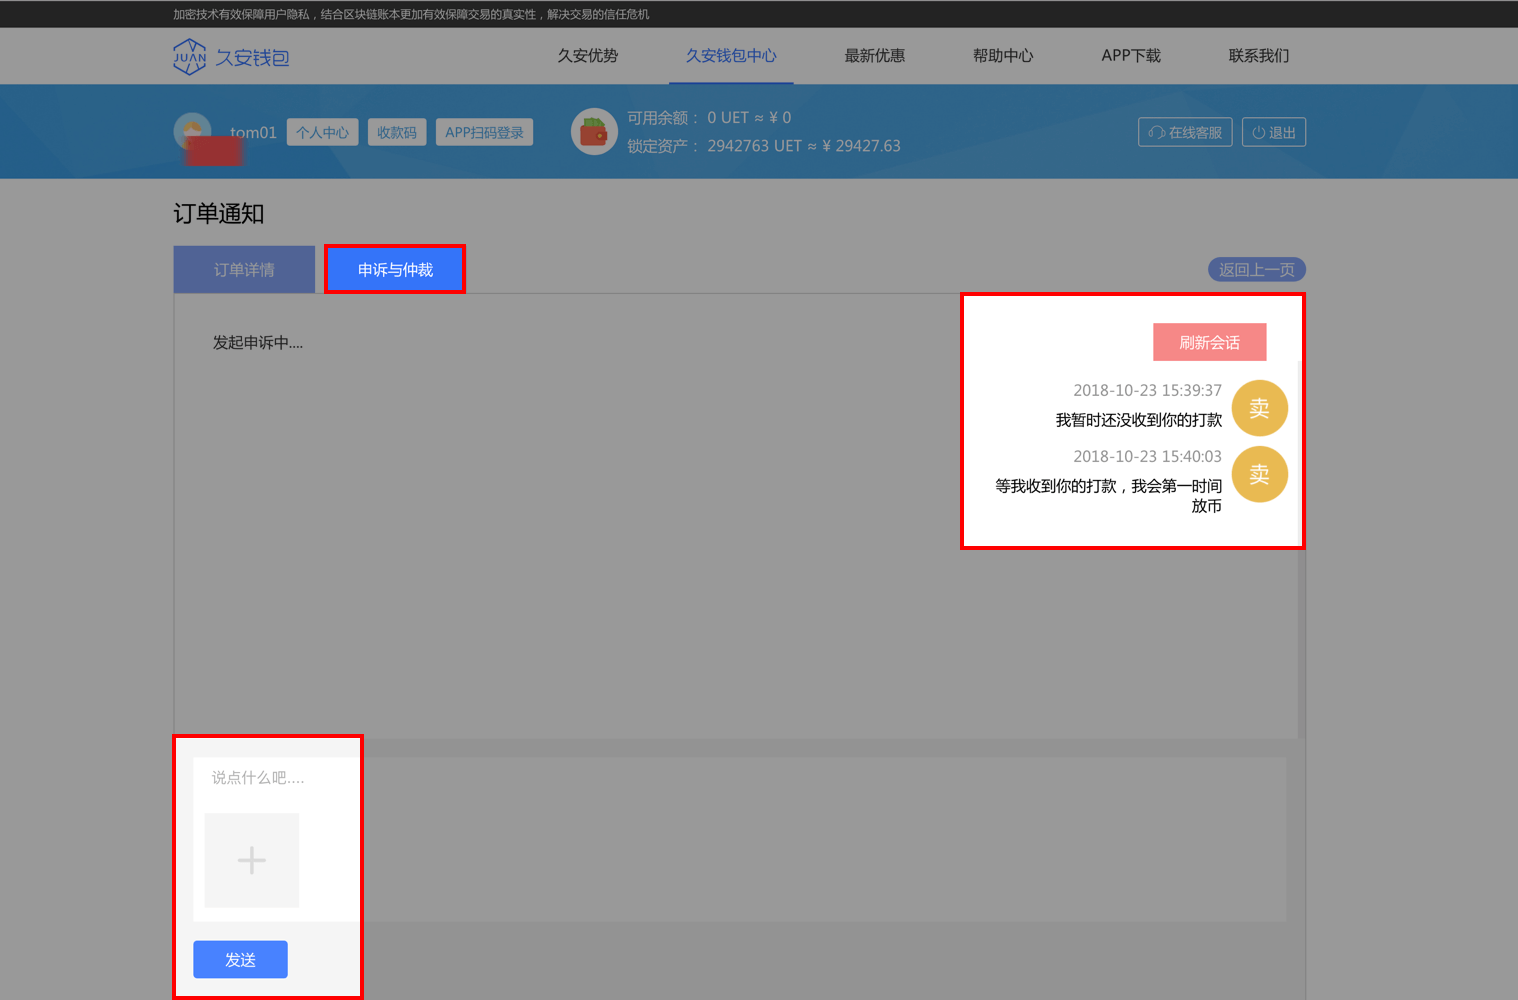 加密技术有效保障用户隐私，结合区块链账本更加有效保障交易的真实性，解决交易的信任危机
JUAN 久安钱包
久安优势 久安钱包中心 最新优惠 帮助中心 APP下载 联系我们
tom01 个人中心 收款码 APP扫码登录
可用余额： 0 UET ≈ ¥ 0
锁定资产： 2942763 UET ≈ ¥ 29427.63
在线客服 退出
订单通知
订单详情 申诉与仲裁 返回上一页
发起申诉中....
刷新会话
2018-10-23 15:39:37
卖
我暂时还没收到你的打款
2018-10-23 15:40:03
卖
等我收到你的打款，我会第一时间
放币
说点什么吧....
发送